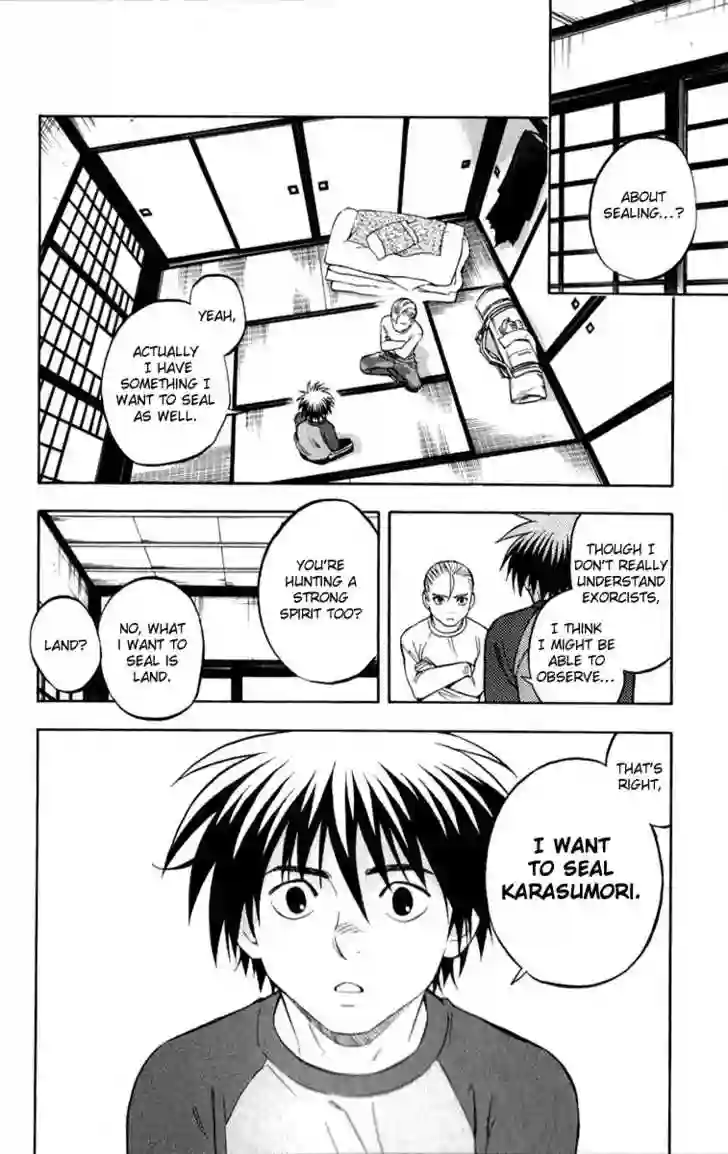 ABOUT
SEALING...?
YEAH,
ACTUALLY
I HAVE
SOMETHING I
WANT TO SEAL
AS WELL.
THOUGH I
DON'T REALLY
UNDERSTAND
EXORCISTS,
I THINK
I MIGHT BE
ABLE TO
OBSERVE...
YOU'RE
HUNTING A
STRONG
SPIRIT TOO?
NO, WHAT
I WANT TO
SEAL IS
LAND.
LAND?
THAT'S
RIGHT,
I WANT
TO SEAL
KARASUMORI.